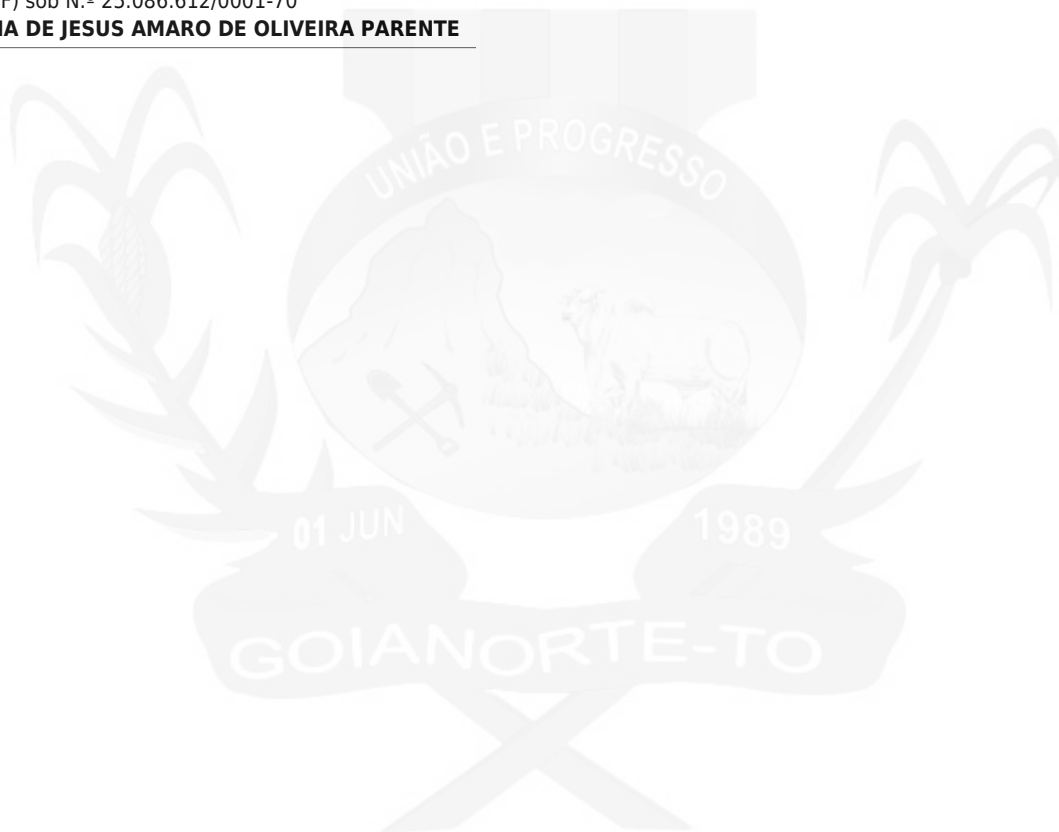 F) sob N.º 25.086.612/0001-70
IA DE JESUS AMARO DE OLIVEIRA PARENTE
UNIÃO E PROGRESSO
01 JUN 1989
GOIANORTE-TO